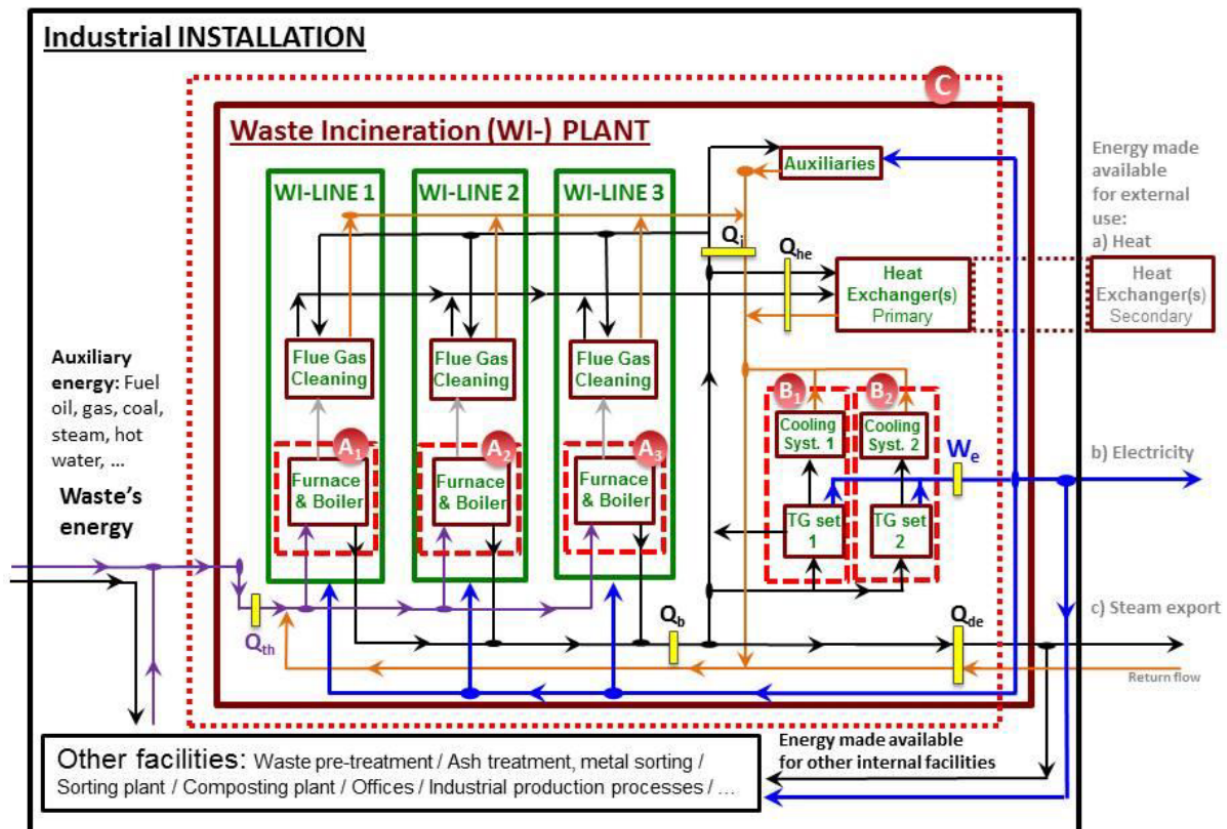 Industrial INSTALLATION
C
Waste Incineration (WI-) PLANT
Energy made
available
for external
use:
a) Heat
Auxiliaries
WI-LINE 1
WI-LINE 2
WI-LINE 3
Qi
Qhe
Heat
Exchanger(s)
Primary
Heat
Exchanger(s)
Secondary
Auxiliary
energy: Fuel
oil, gas, coal,
steam, hot
water, ...
Flue Gas
Cleaning
Flue Gas
Cleaning
Flue Gas
Cleaning
B1
B2
Cooling
Syst. 1
Cooling
Syst. 2
We
b) Electricity
A1
A2
A3
Furnace
& Boiler
Furnace
& Boiler
Furnace
& Boiler
Waste's
energy
TG set
1
TG set
2
Qth
Qb
Qde
c) Steam export
Return flow
Energy made available
for other internal facilities
Other facilities: Waste pre-treatment / Ash treatment, metal sorting /
Sorting plant / Composting plant / Offices / Industrial production processes / ...